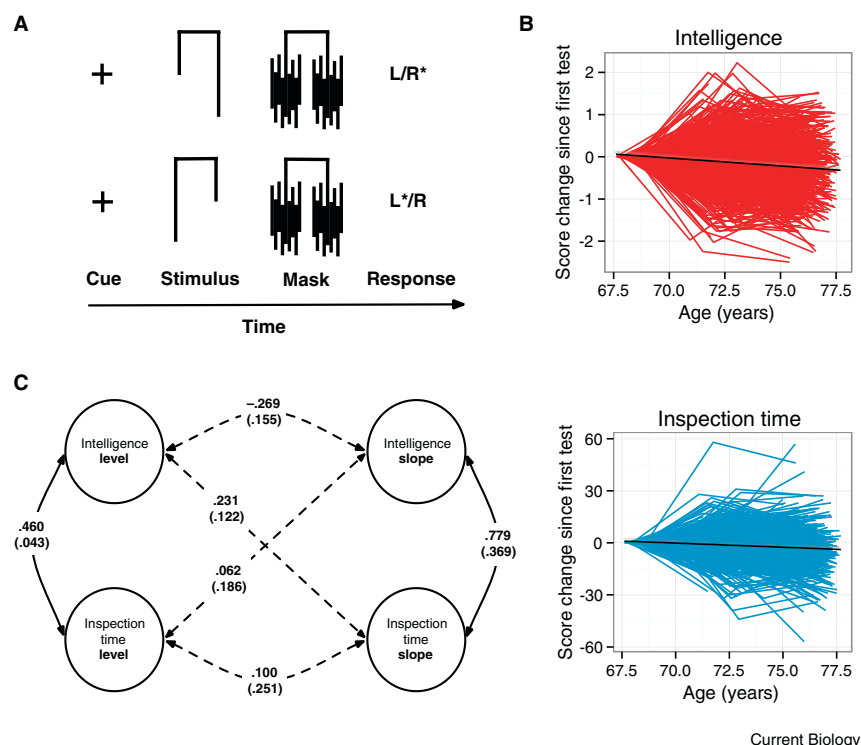 A
+
L/R*
+
L*/R
Cue
Stimulus
Mask
Response
Time
B
Intelligence
Score change since first test
2
1
0
-1
-2
67.5
70.0
72.5
75.0
77.5
Age (years)
C
Intelligence
level
Intelligence
slope
Inspection
time
level
Inspection
time
slope
–.269
(.155)
.231
(.122)
.460
(.043)
.779
(.369)
.062
(.186)
.100
(.251)
Inspection time
Score change since first test
60
30
0
-30
-60
67.5
70.0
72.5
75.0
77.5
Age (years)
Current Biology